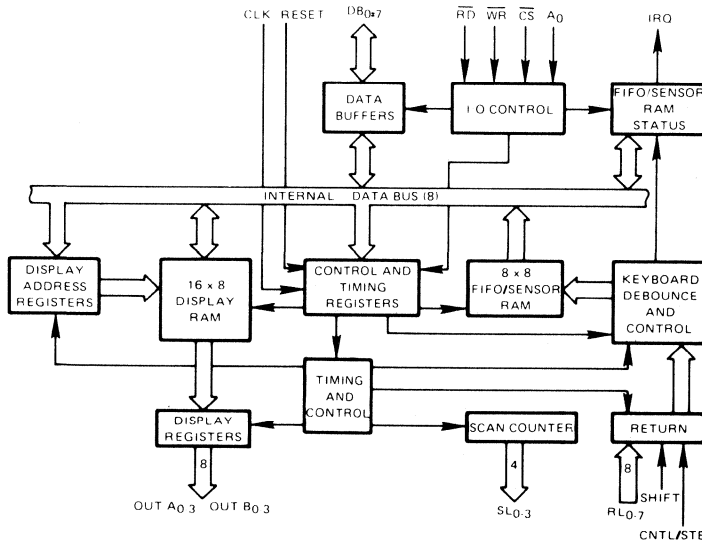 CLK RESET DB0-7 RD WR CS A0 IRQ
DATA
BUFFERS
I/O CONTROL
FIFO/SENSOR
RAM
STATUS
INTERNAL DATA BUS (8)
DISPLAY
ADDRESS
REGISTERS
16 x 8
DISPLAY
RAM
CONTROL AND
TIMING
REGISTERS
8 x 8
FIFO/SENSOR
RAM
KEYBOARD
DEBOUNCE
AND
CONTROL
TIMING
AND
CONTROL
DISPLAY
REGISTERS
SCAN COUNTER
RETURN
8
4
8
OUT A0-3 OUT B0-3
SL0-3
RL0-7
SHIFT
CNTL/STB